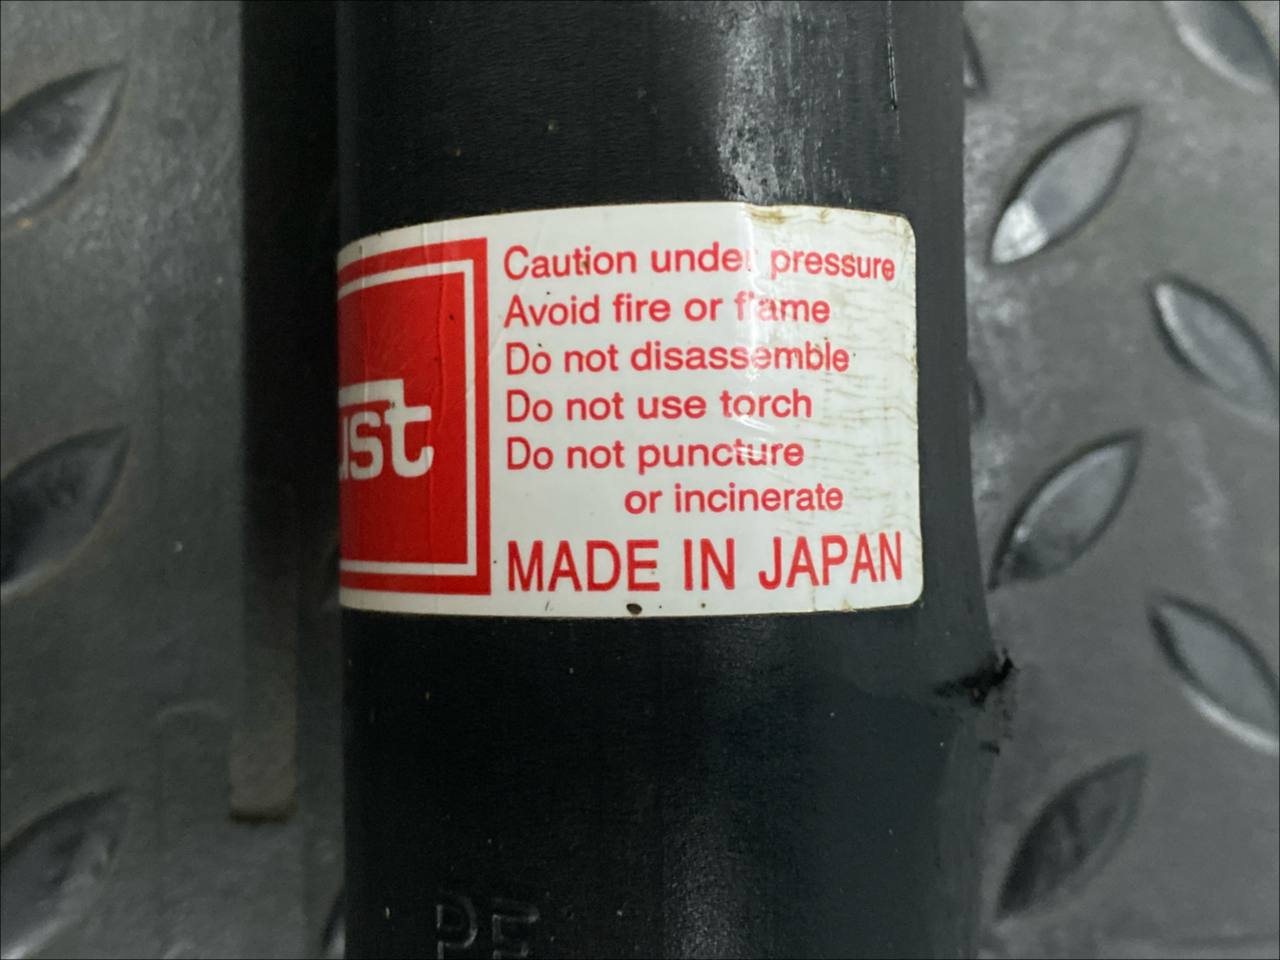 ust
Caution under pressure
Avoid fire or flame
Do not disassemble
Do not use torch
Do not puncture
or incinerate
MADE IN JAPAN